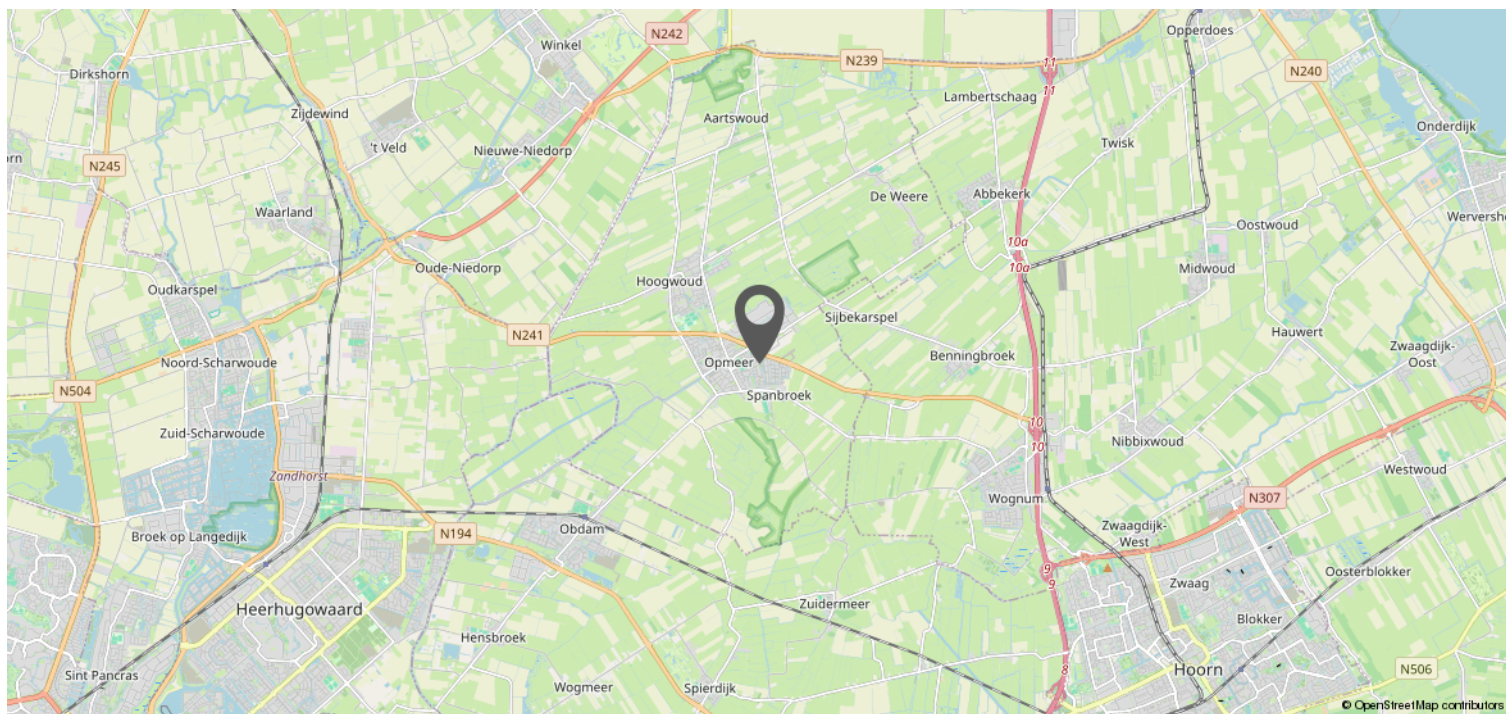 Opperdoes
N242
Winkel
N239
N240
Dirkshorn
11
11
Lambertschaag
Zijdewind
Aartswoud
Onderdijk
't Veld
Nieuwe-Niedorp
Twisk
orn
N245
De Weere
Abbekerk
Waarland
Werversho
Oostwoud
10a
10a
Oude-Niedorp
Midwoud
Hoogwoud
Oudkarspel
Sijbekarspel
N241
Hauwert
Zwaagdijk-
Oost
Noord-Scharwoude
Opmeer
Benningbroek
N504
Spanbroek
10
10
Zuid-Scharwoude
Nibbixwoud
Zandhorst
Westwoud
Wognum
N307
Broek op Langedijk
N194
Obdam
Zwaagdijk-
West
9
9
Zwaag
Oosterblokker
Heerhugowaard
Zuidermeer
Blokker
Hensbroek
Sint Pancras
8
Hoorn
N506
Wogmeer
Spierdijk
© OpenStreetMap contributors